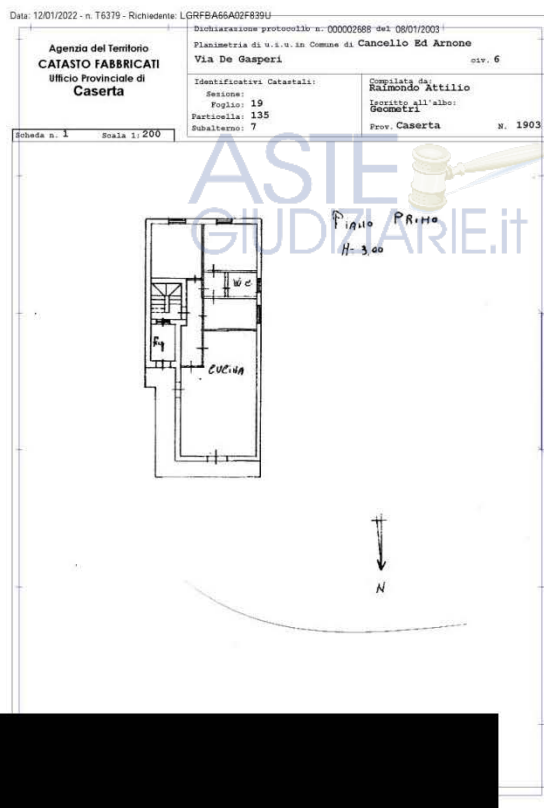 Data: 12/01/2022 - n. T6379 - Richiedente: LGRFBA66A02F839U
Agenzia del Territorio
CATASTO FABBRICATI
Ufficio Provinciale di
Caserta
Dichiarazione protocollo n. 000002688 del 08/01/2003
Planimetria di u.i.u. in Comune di Cancello Ed Arnone
Via De Gasperi civ. 6
Identificativi Catastali:
Sezione:
Foglio: 19
Particella: 135
Subalterno: 7
Compilata da:
Raimondo Attilio
Iscritto all'albo:
Geometri
Prov. Caserta N. 1903
Scheda n. 1 Scala 1:200
ASTE
GIUDIZIARIE.it
PIANO PRIMO
H= 3,00
WC
CUCINA
N